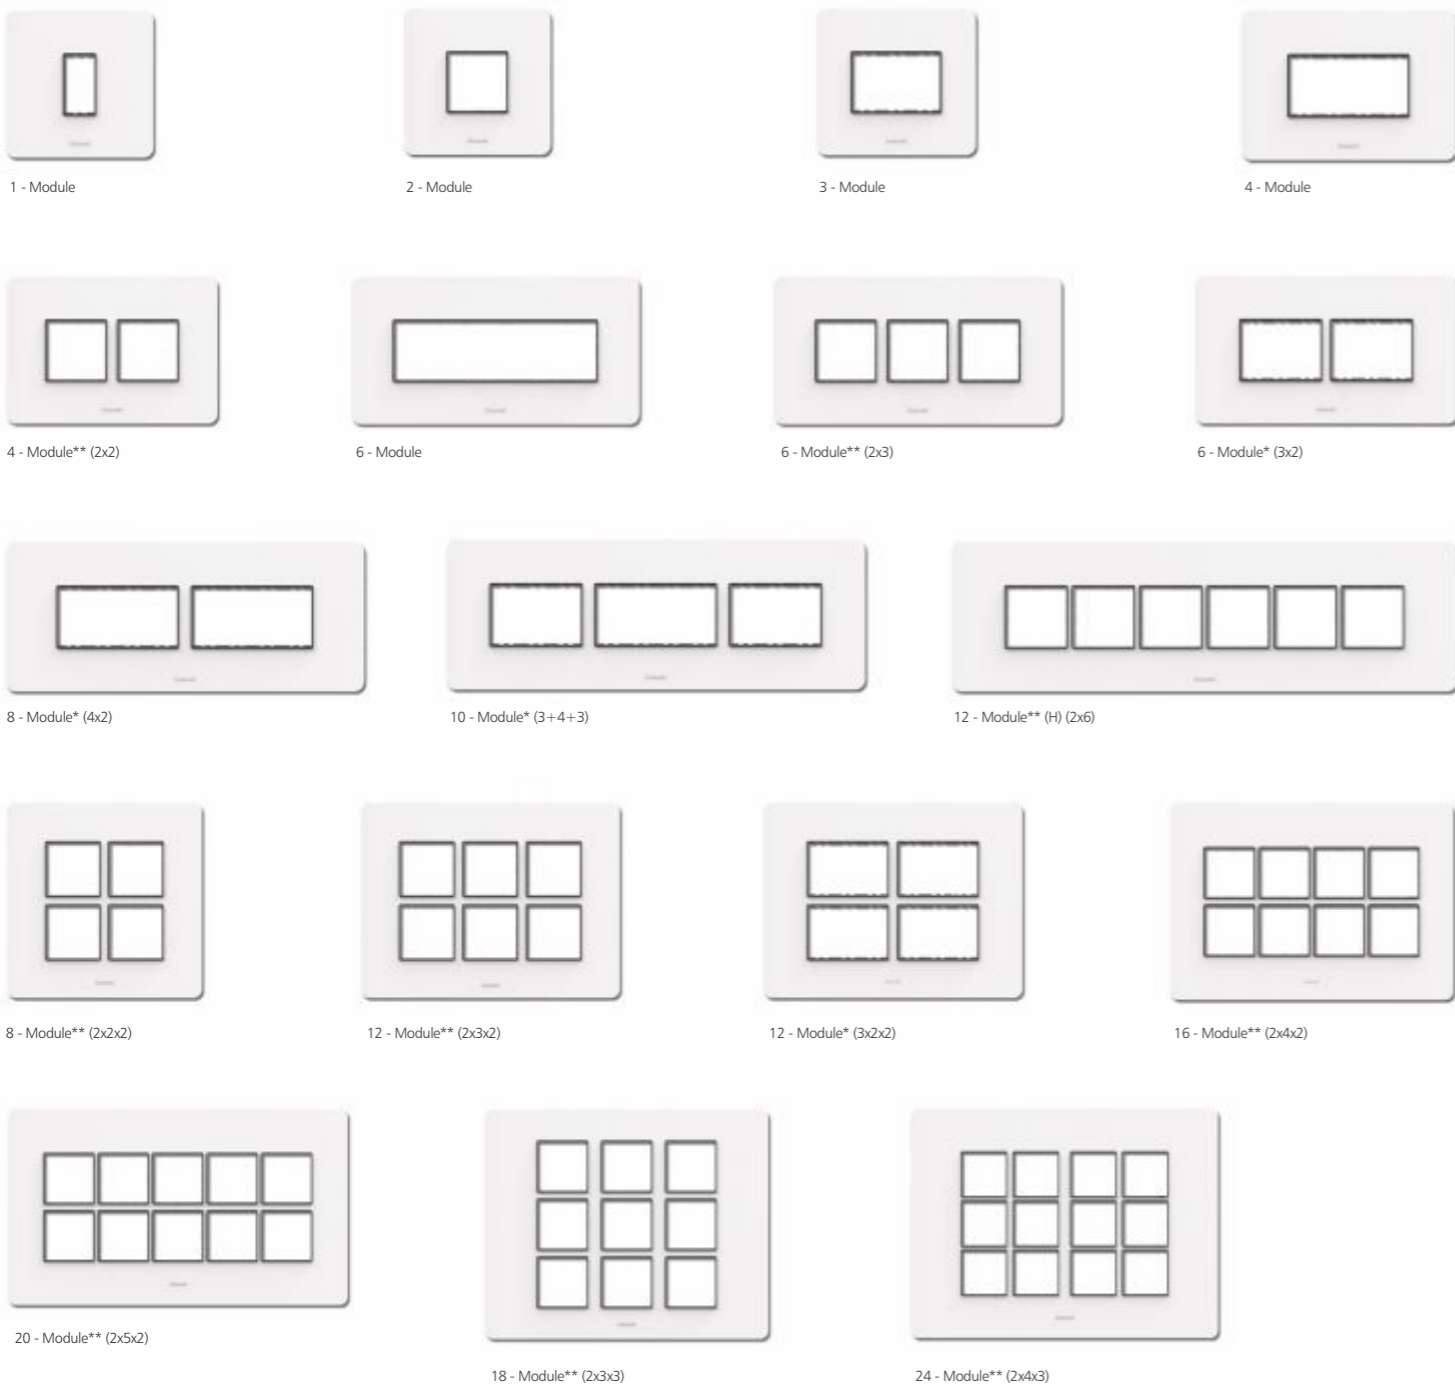 1 - Module
2 - Module
3 - Module
4 - Module
4 - Module** (2x2)
6 - Module
6 - Module** (2x3)
6 - Module* (3x2)
8 - Module* (4x2)
10 - Module* (3+4+3)
12 - Module** (H) (2x6)
8 - Module** (2x2x2)
12 - Module** (2x3x2)
12 - Module* (3x2x2)
16 - Module** (2x4x2)
20 - Module** (2x5x2)
18 - Module** (2x3x3)
24 - Module** (2x4x3)